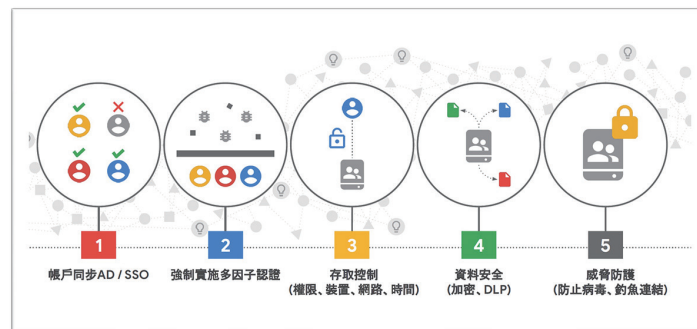 1
帳戶同步AD / SSO
2
強制實施多因子認證
3
存取控制
(權限、裝置、網路、時間)
4
資料安全
(加密、DLP)
5
威脅防護
(防止病毒、釣魚連結)